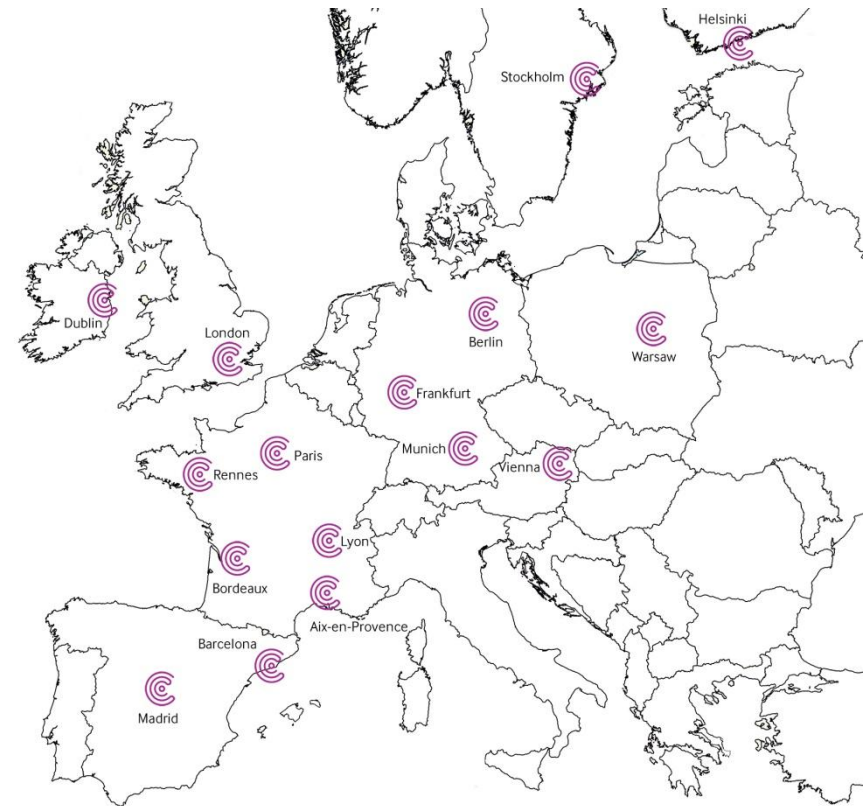 Helsinki
Stockholm
Dublin
London
Berlin
Warsaw
Frankfurt
Munich
Vienna
Paris
Rennes
Lyon
Bordeaux
Aix-en-Provence
Barcelona
Madrid